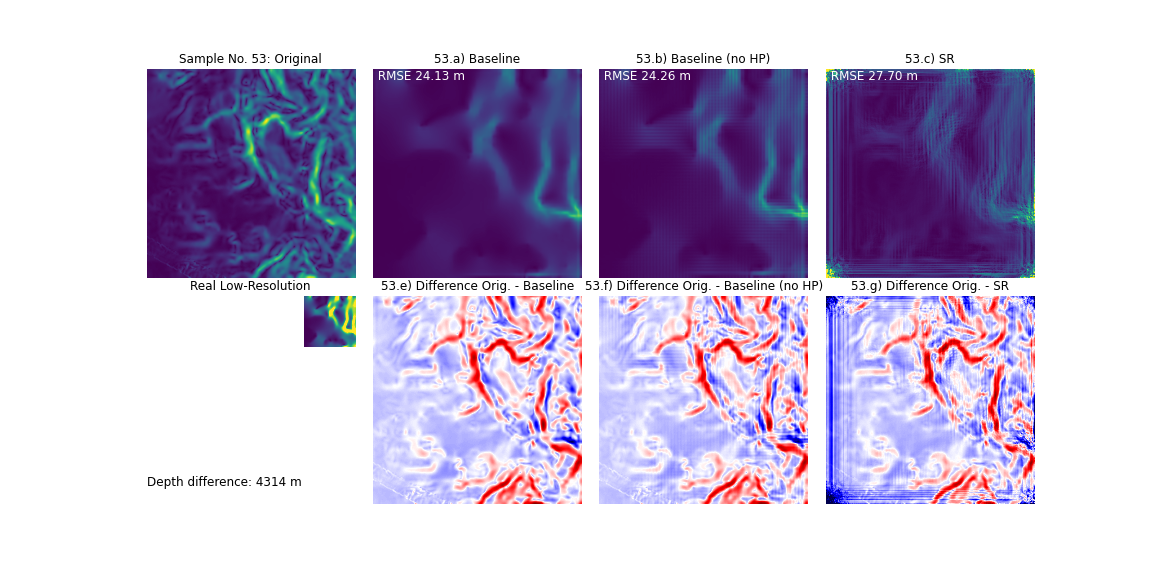 Sample No. 53: Original
53.a) Baseline
53.b) Baseline (no HP)
53.c) SR
RMSE 24.13 m
RMSE 24.26 m
RMSE 27.70 m
Real Low-Resolution
53.e) Difference Orig. - Baseline
53.f) Difference Orig. - Baseline (no HP)
53.g) Difference Orig. - SR
Depth difference: 4314 m